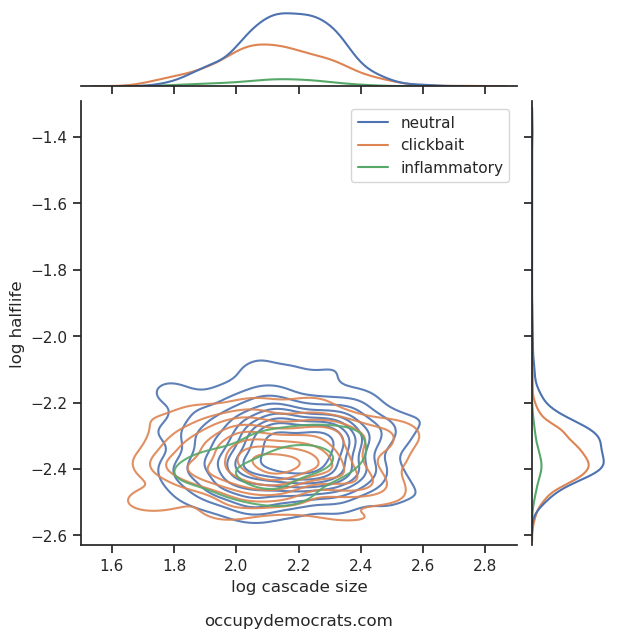 neutral
clickbait
inflammatory
−1.4
−1.6
−1.8
−2.0
−2.2
−2.4
−2.6
log halflife
1.6 1.8 2.0 2.2 2.4 2.6 2.8
log cascade size
occupydemocrats.com